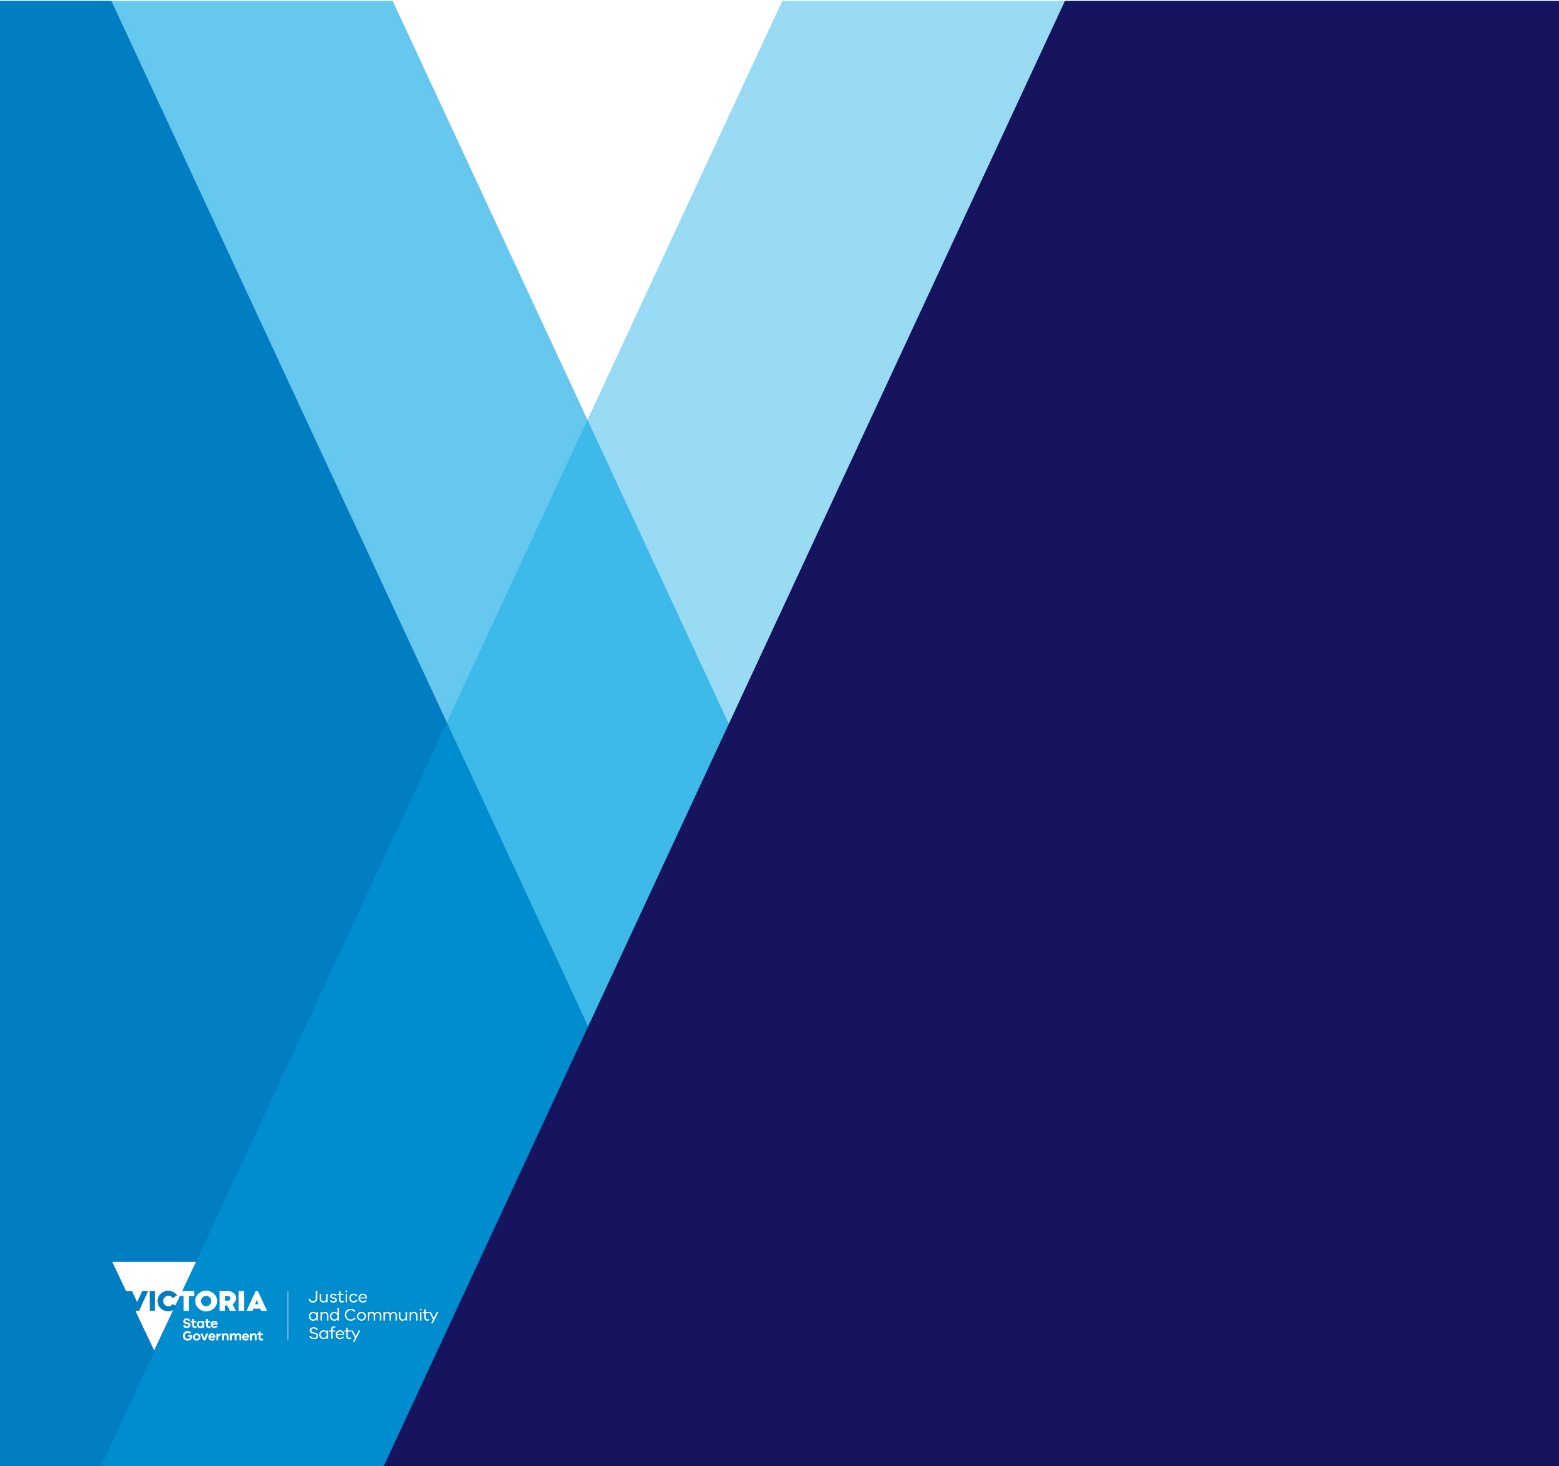 VICTORIA
State
Government
Justice
and Community
Safety